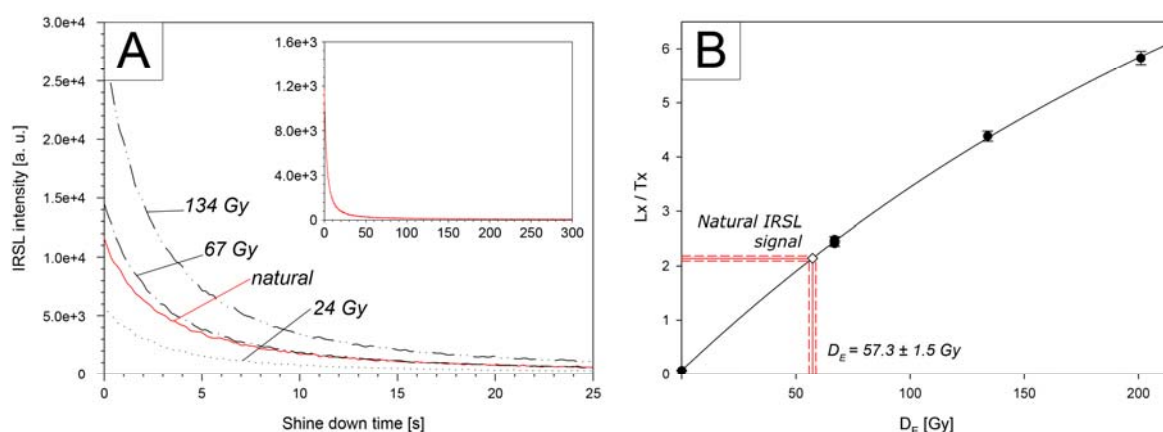 A
3.0e+4
2.5e+4
2.0e+4
1.5e+4
1.0e+4
5.0e+3
0
IRSL intensity [a. u.]
0 5 10 15 20 25
Shine down time [s]
134 Gy
67 Gy
natural
24 Gy
1.6e+3
1.2e+3
8.0e+2
4.0e+3
0
0 50 100 150 200 250 300
B
6
5
4
3
2
1
0
Lx / Tx
Natural IRSL
signal
DE = 57.3 ± 1.5 Gy
50 100 150 200
DE [Gy]